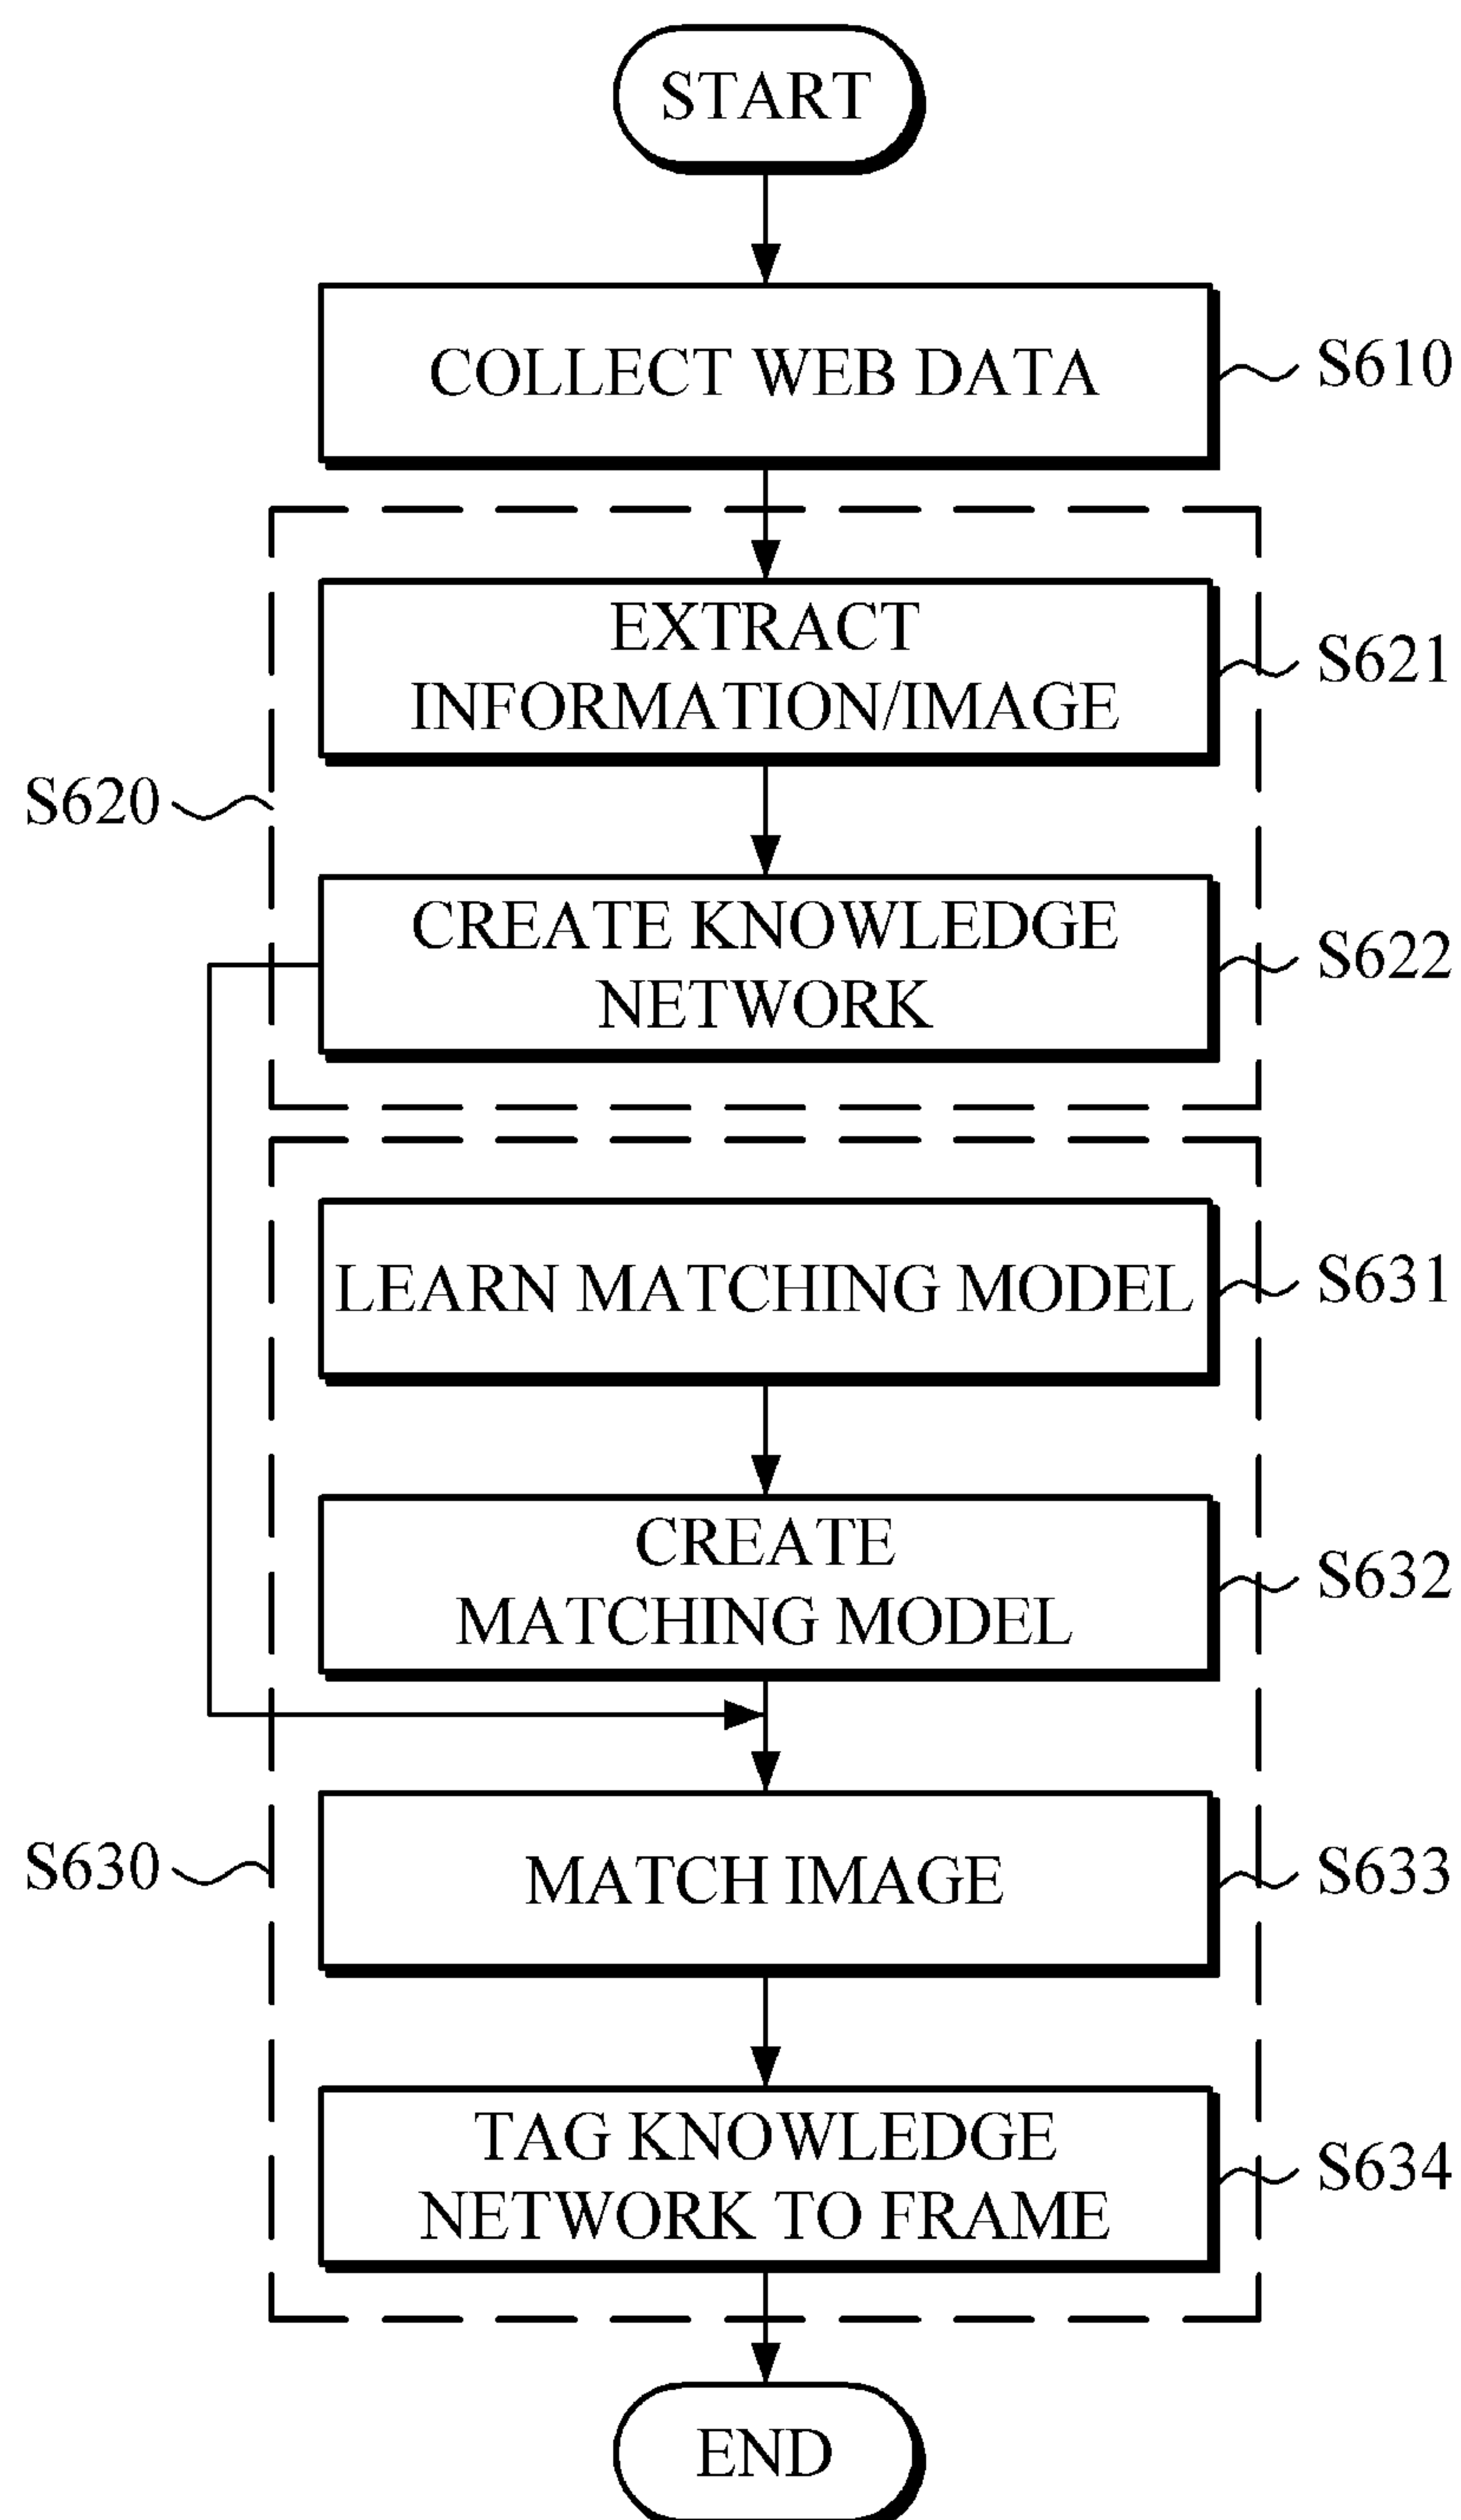 START
COLLECT WEB DATA
S610
EXTRACT
INFORMATION/IMAGE
S621
S620
CREATE KNOWLEDGE
NETWORK
S622
LEARN MATCHING MODEL
S631
CREATE
MATCHING MODEL
S632
MATCH IMAGE
S633
S630
TAG KNOWLEDGE
NETWORK TO FRAME
S634
END